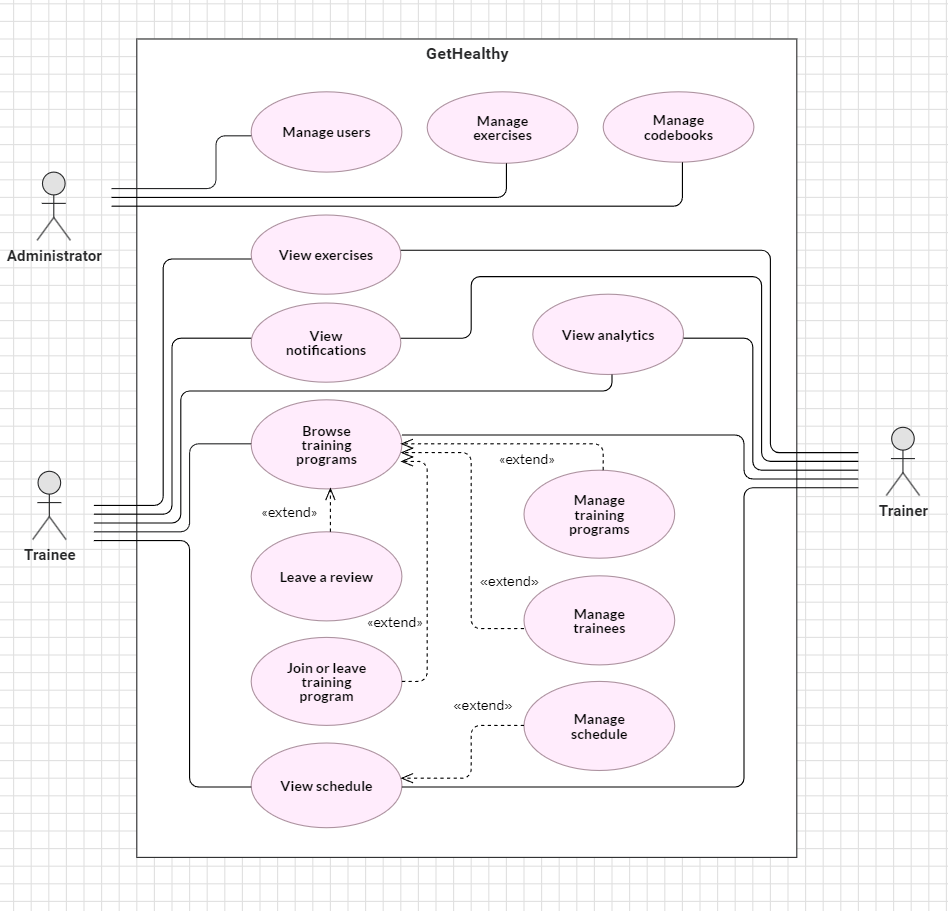 GetHealthy
Manage users
Manage
exercises
Manage
codebooks
Administrator
View exercises
View
notifications
View analytics
Browse
training
programs
«extend»
Manage
training
programs
Trainer
«extend»
Trainee
Leave a review
«extend»
Manage
trainees
«extend»
Join or leave
training
program
«extend»
Manage
schedule
View schedule